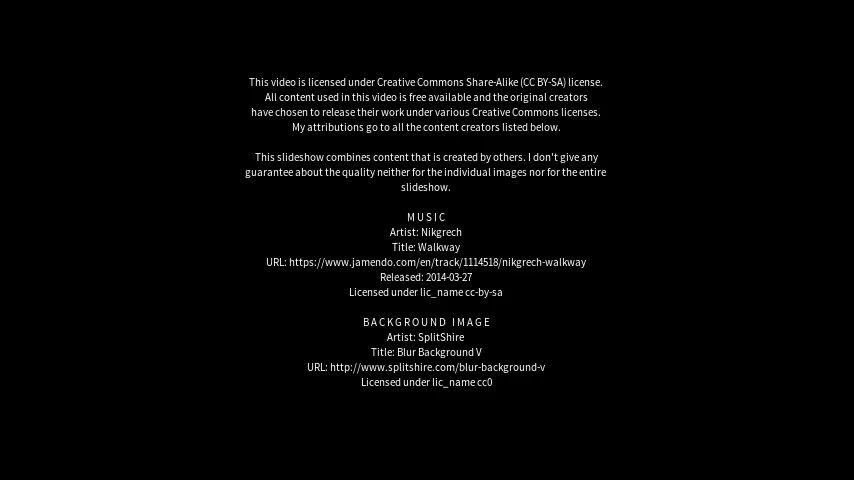 This video is licensed under Creative Commons Share-Alike (CC BY-SA) license.
All content used in this video is free available and the original creators
have chosen to release their work under various Creative Commons licenses.
My attributions go to all the content creators listed below.
This slideshow combines content that is created by others. I don't give any
guarantee about the quality neither for the individual images nor for the entire
slideshow.
MUSIC
Artist: Nikgrech
Title: Walkway
URL: https://www.jamendo.com/en/track/1114518/nikgrech-walkway
Released: 2014-03-27
Licensed under lic_name cc-by-sa
BACKGROUND IMAGE
Artist: SplitShire
Title: Blur Background V
URL: http://www.splitshire.com/blur-background-v
Licensed under lic_name cc0